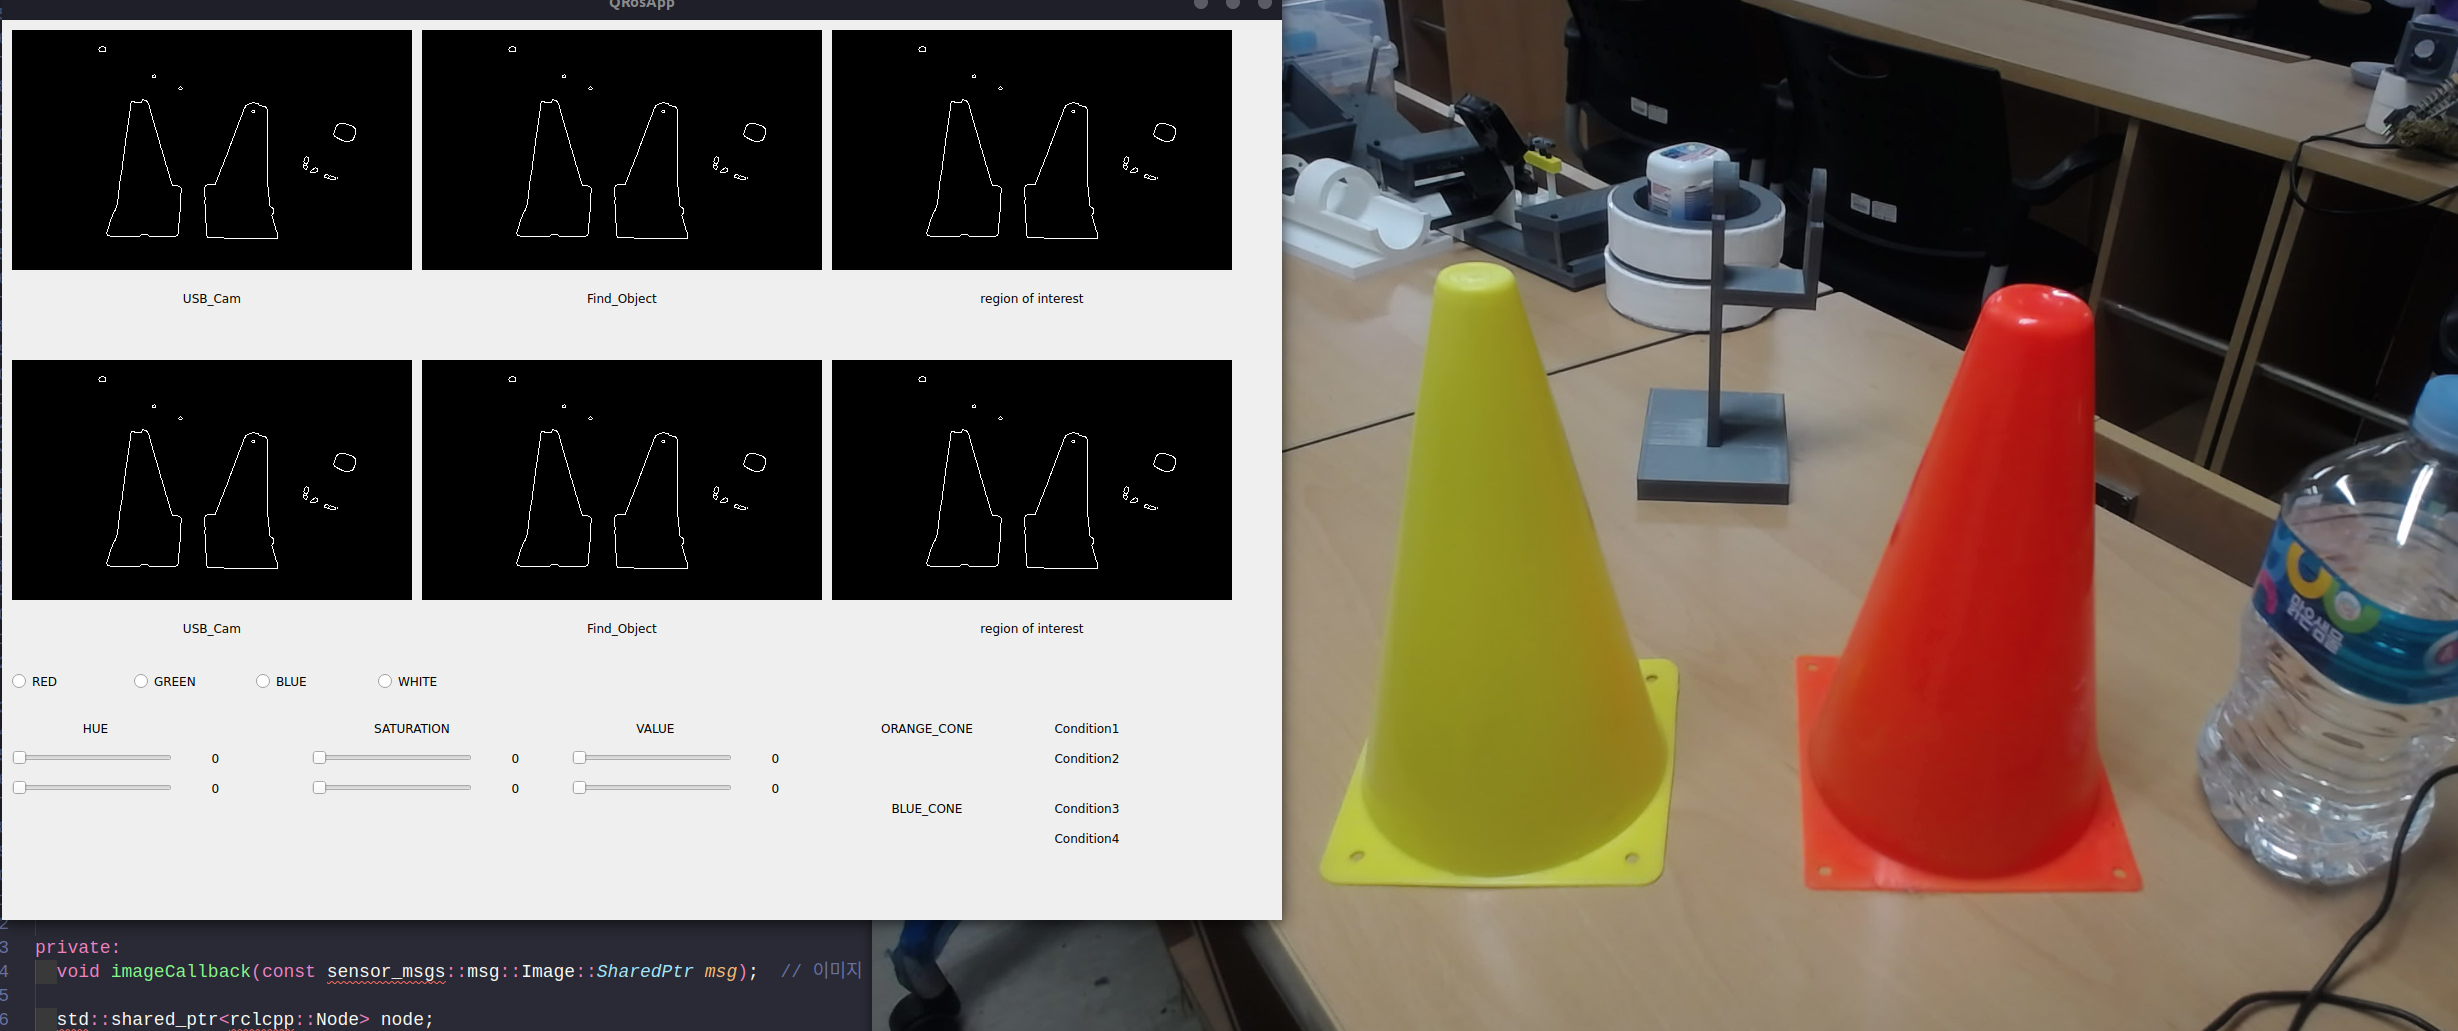 QRosApp
USB_Cam
Find_Object
region of interest
USB_Cam
Find_Object
region of interest
RED
GREEN
BLUE
WHITE
HUE
SATURATION
VALUE
ORANGE_CONE
Condition1
0
0
0
Condition2
0
0
0
BLUE_CONE
Condition3
Condition4
2
3 private:
4 void imageCallback(const sensor_msgs::msg::Image::SharedPtr msg); // 이미지
5
6 std::shared_ptr<rclcpp::Node> node;